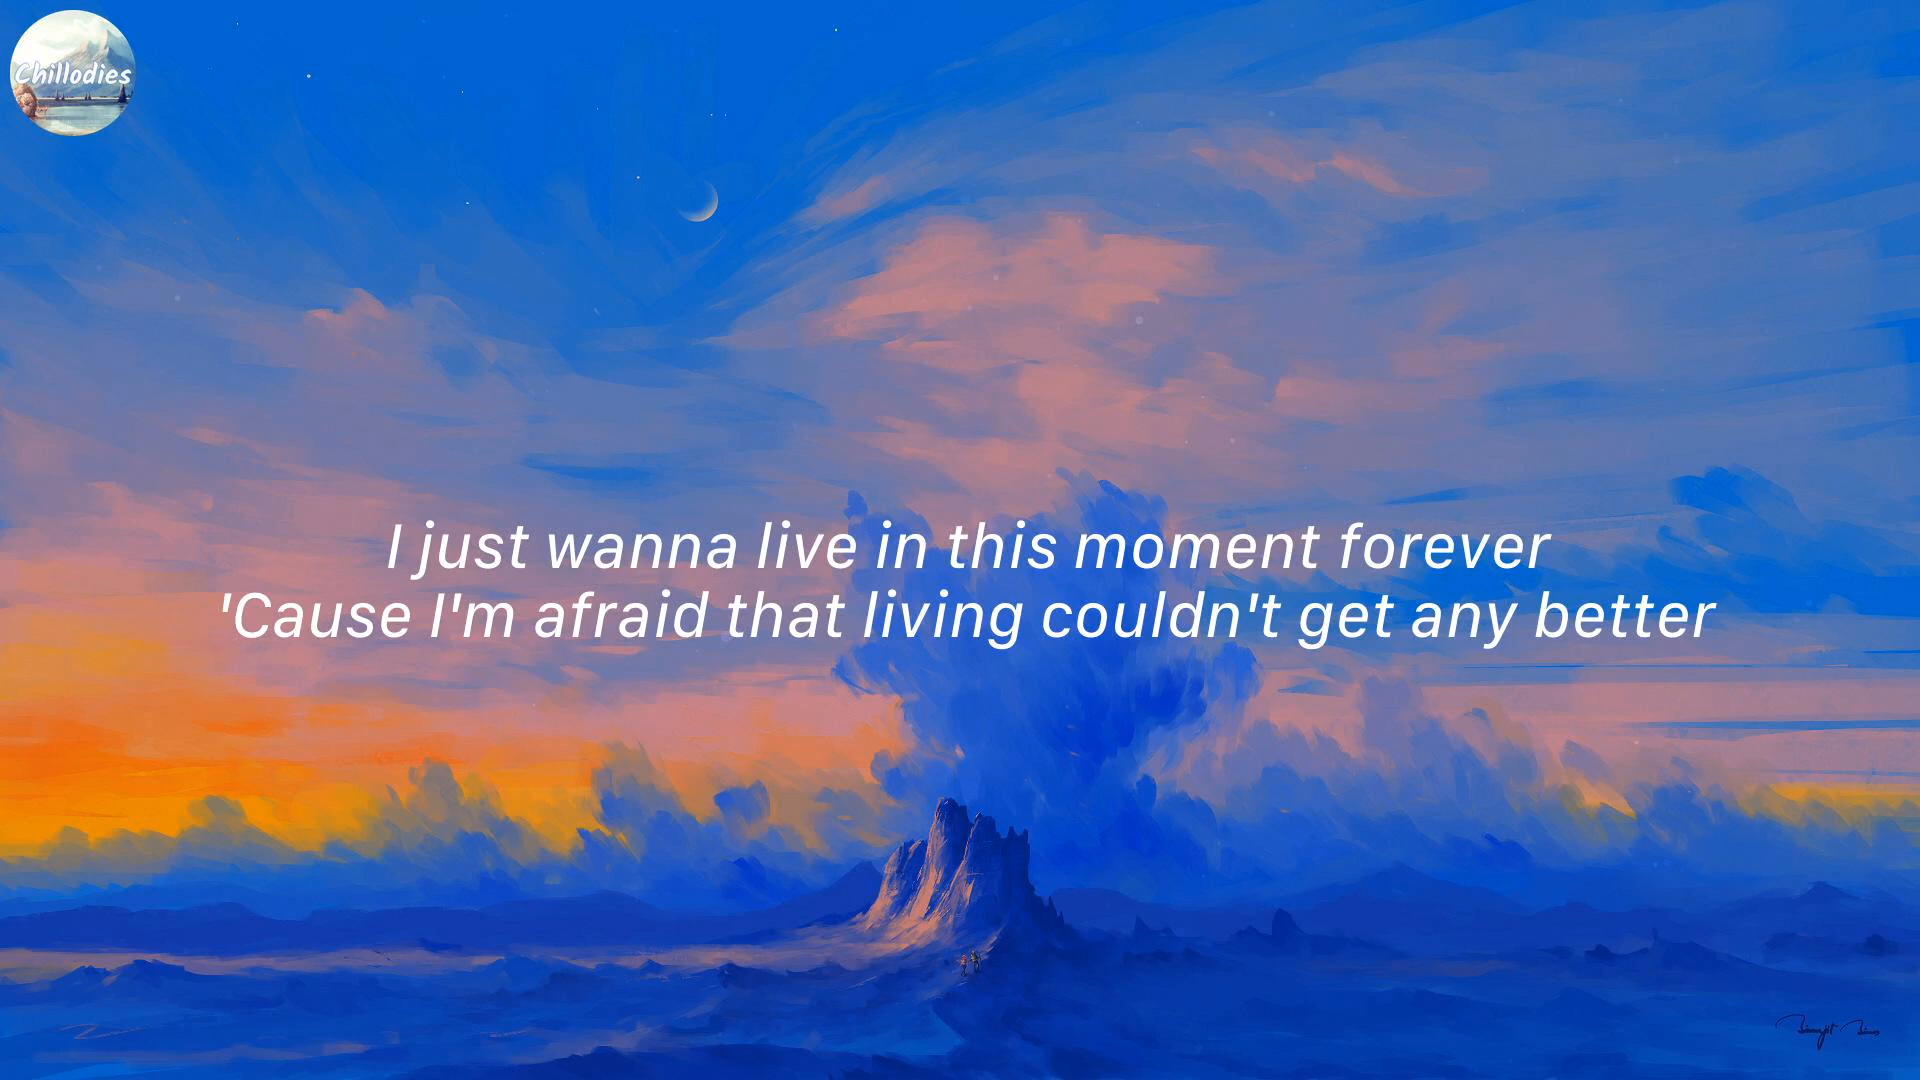 Chillodies
I just wanna live in this moment forever
'Cause I'm afraid that living couldn't get any better